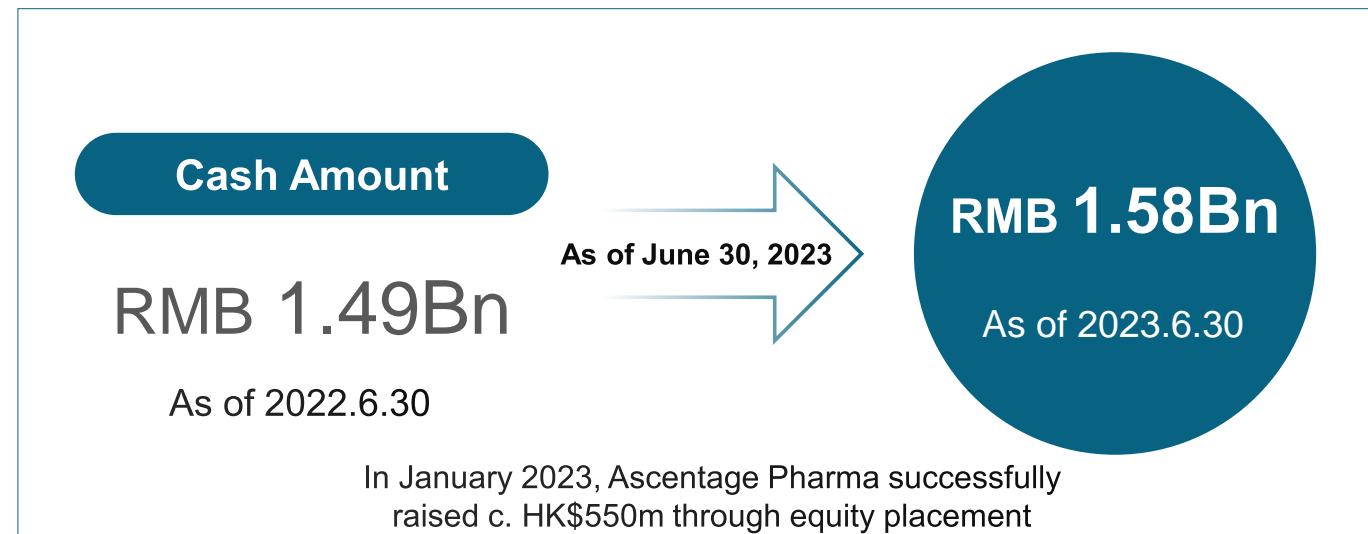 Cash Amount
RMB 1.49Bn
As of 2022.6.30
As of June 30, 2023
RMB 1.58Bn
As of 2023.6.30
In January 2023, Ascentage Pharma successfully
raised c. HK$550m through equity placement